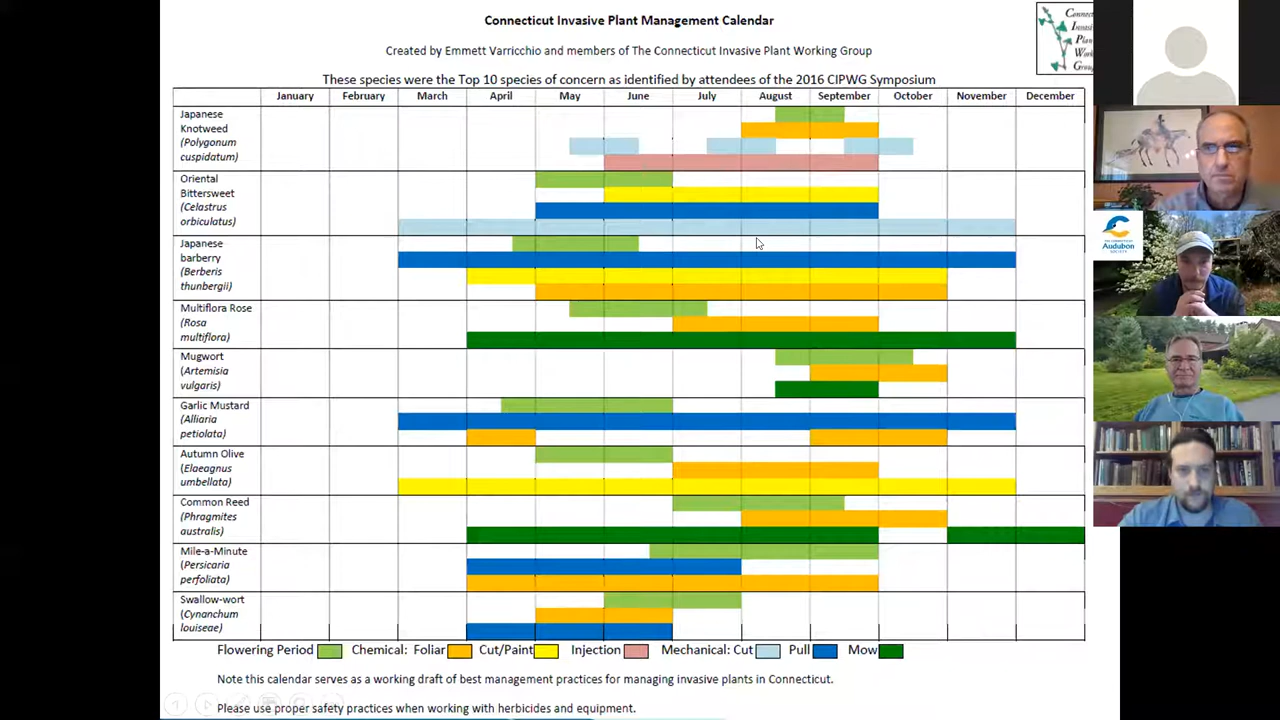 Connecticut Invasive Plant Management Calendar
Created by Emmett Varricchio and members of The Connecticut Invasive Plant Working Group
These species were the Top 10 species of concern as identified by attendees of the 2016 CIPWG Symposium
January February March April May June July August September October November December
Japanese
Knotweed
(Polygonum
cuspidatum)
Oriental
Bittersweet
(Celastrus
orbiculatus)
Japanese
barberry
(Berberis
thunbergii)
Multiflora Rose
(Rosa
multiflora)
Mugwort
(Artemisia
vulgaris)
Garlic Mustard
(Alliaria
petiolata)
Autumn Olive
(Elaeagnus
umbellata)
Common Reed
(Phragmites
australis)
Mile-a-Minute
(Persicaria
perfoliata)
Swallow-wort
(Cynanchum
louiseae)
Flowering Period Chemical: Foliar Cut/Paint Injection Mechanical: Cut Pull Mow
Note this calendar serves as a working draft of best management practices for managing invasive plants in Connecticut.
Please use proper safety practices when working with herbicides and equipment.
Audubon